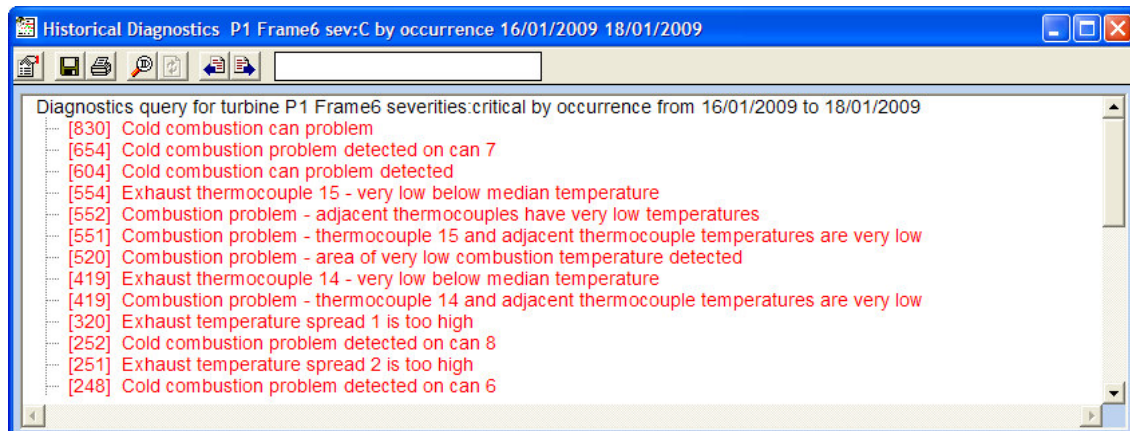 Historical Diagnostics P1 Frame6 sev:C by occurrence 16/01/2009 18/01/2009
Diagnostics query for turbine P1 Frame6 severities:critical by occurrence from 16/01/2009 to 18/01/2009
[830] Cold combustion can problem
[654] Cold combustion problem detected on can 7
[604] Cold combustion can problem detected
[554] Exhaust thermocouple 15 - very low below median temperature
[552] Combustion problem - adjacent thermocouples have very low temperatures
[551] Combustion problem - thermocouple 15 and adjacent thermocouple temperatures are very low
[520] Combustion problem - area of very low combustion temperature detected
[419] Exhaust thermocouple 14 - very low below median temperature
[419] Combustion problem - thermocouple 14 and adjacent thermocouple temperatures are very low
[320] Exhaust temperature spread 1 is too high
[252] Cold combustion problem detected on can 8
[251] Exhaust temperature spread 2 is too high
[248] Cold combustion problem detected on can 6